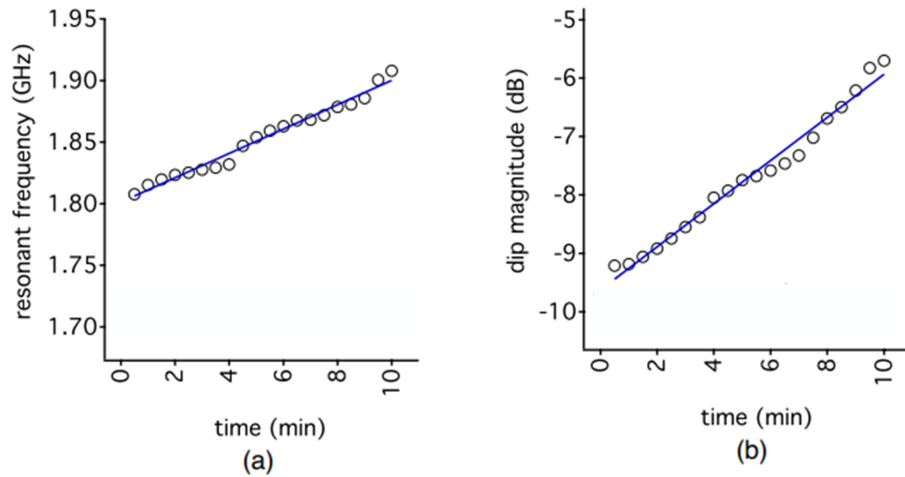 resonant frequency (GHz)
1.95
1.90
1.85
1.80
1.75
1.70
0 2 4 6 8 10
time (min)
(a)
dip magnitude (dB)
-5
-6
-7
-8
-9
-10
0 2 4 6 8 10
time (min)
(b)